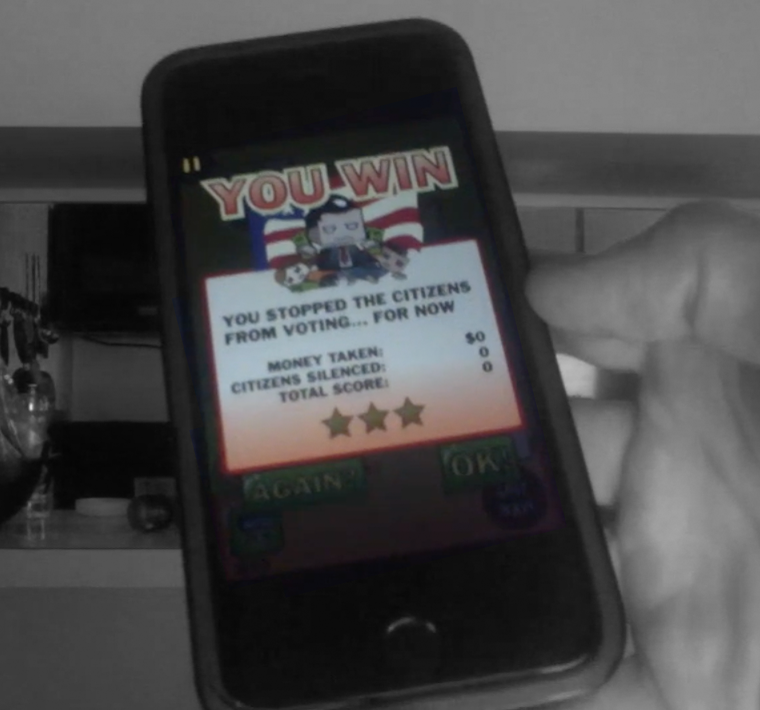 YOU WIN
YOU STOPPED THE CITIZENS
FROM VOTING... FOR NOW
MONEY TAKEN: $0
CITIZENS SILENCED: 0
TOTAL SCORE: 0
AGAIN? OK!